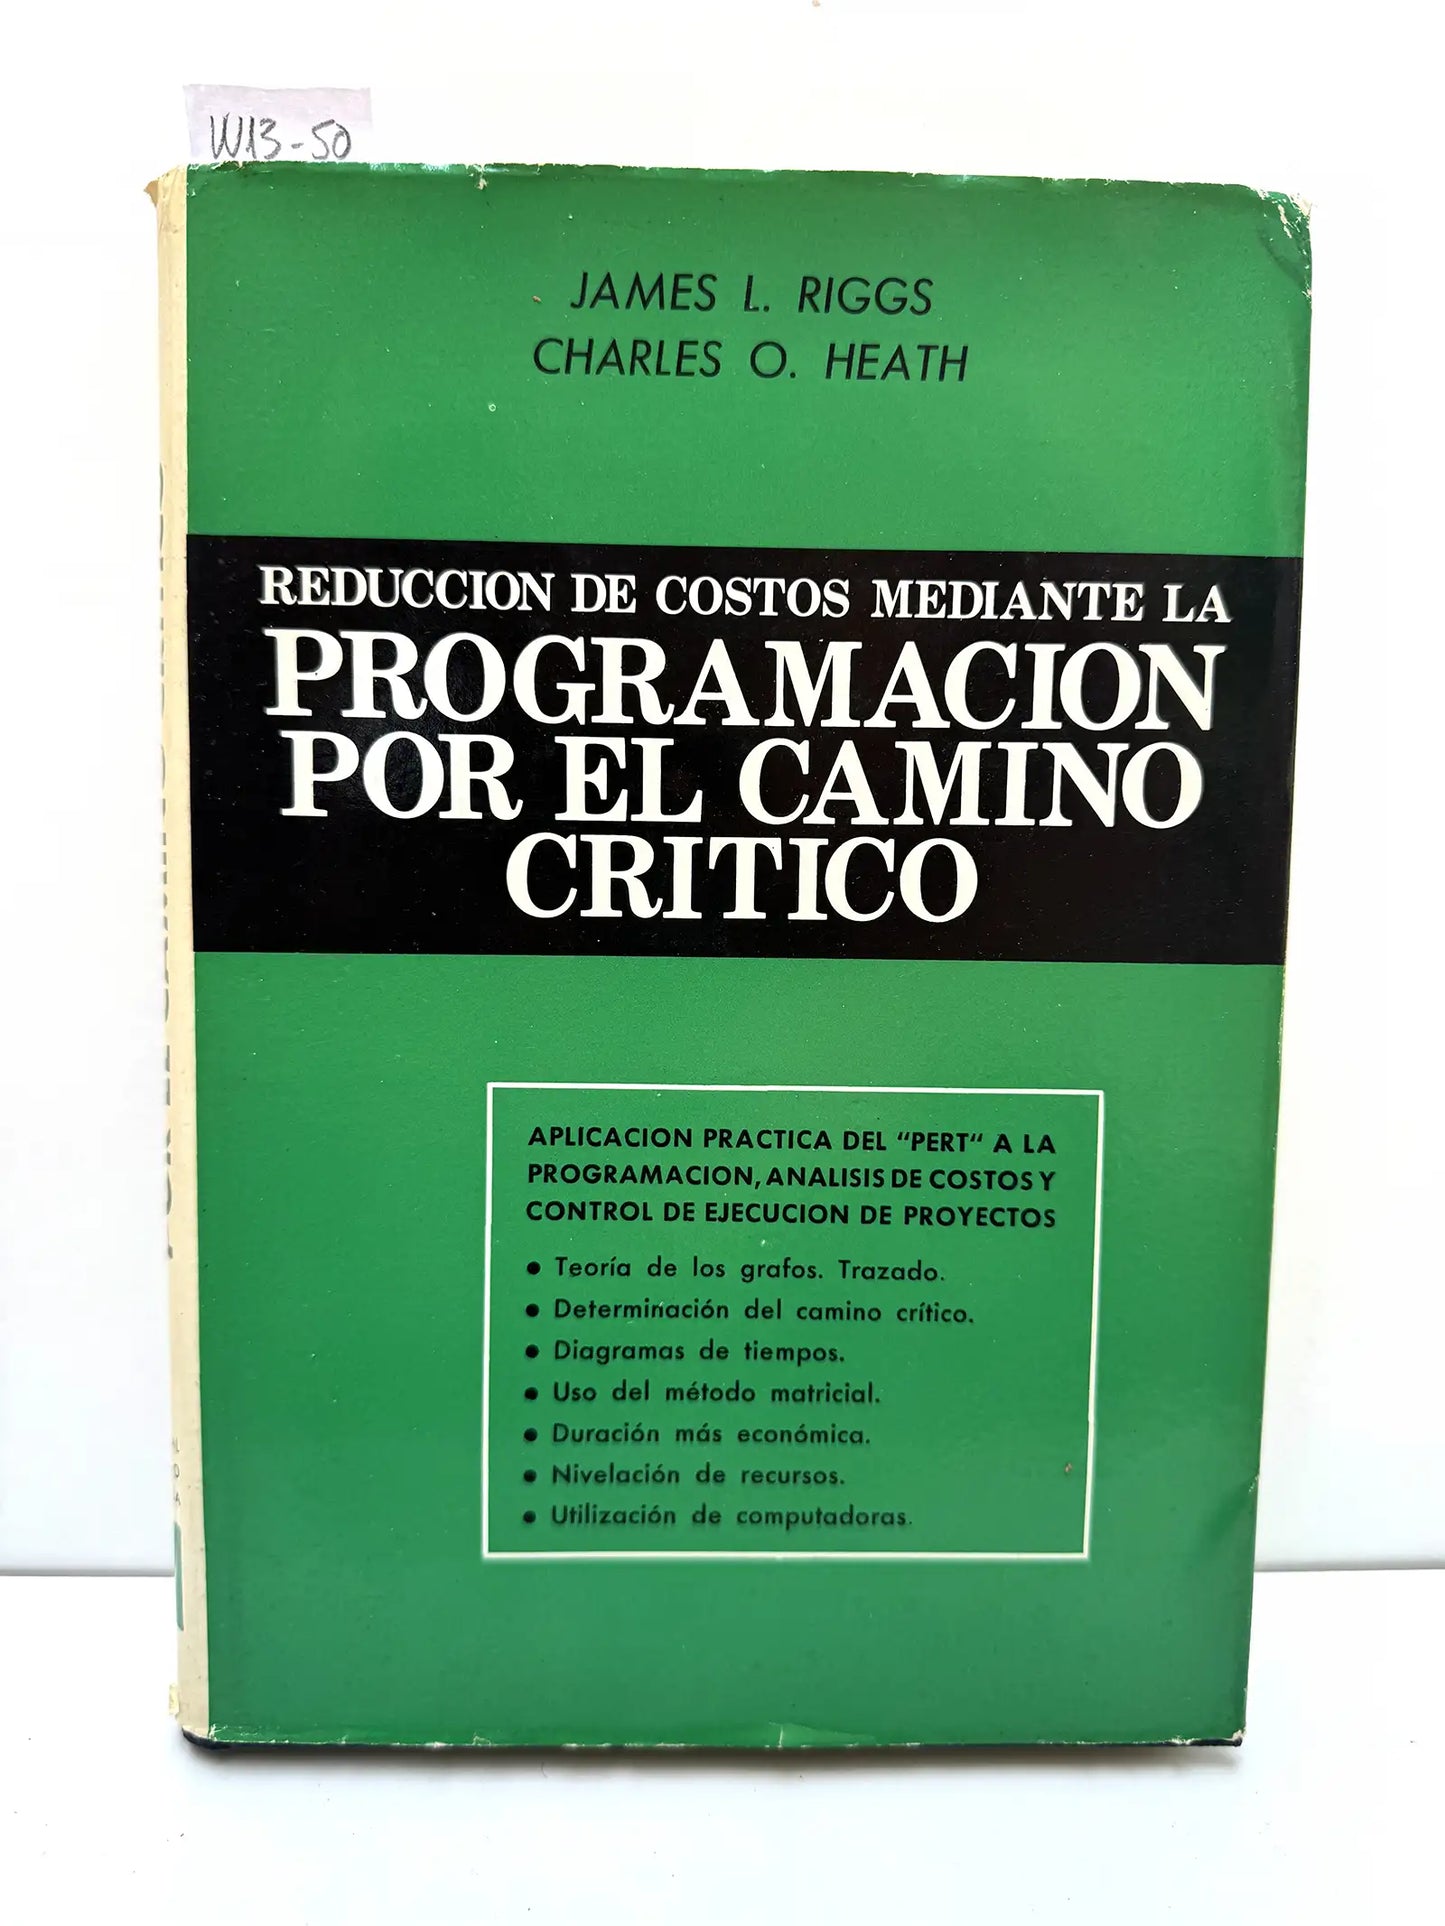 W13-50
JAMES L. RIGGS
CHARLES O. HEATH
REDUCCION DE COSTOS MEDIANTE LA
PROGRAMACION
POR EL CAMINO
CRITICO
APLICACION PRACTICA DEL "PERT" A LA
PROGRAMACION, ANALISIS DE COSTOS Y
CONTROL DE EJECUCION DE PROYECTOS
• Teoría de los grafos. Trazado.
• Determinación del camino crítico.
• Diagramas de tiempos.
• Uso del método matricial.
• Duración más económica.
• Nivelación de recursos.
• Utilización de computadoras.